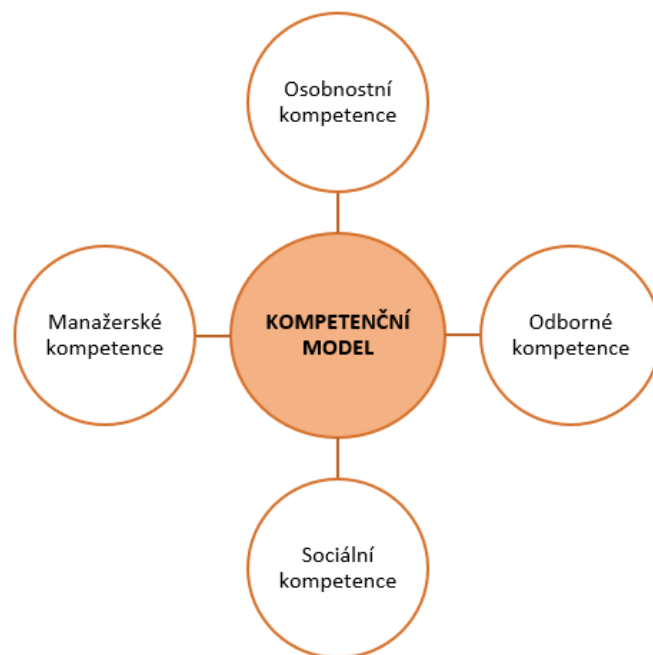 Osobnostní
kompetence
Manažerské
kompetence
KOMPETENČNÍ
MODEL
Odborné
kompetence
Sociální
kompetence